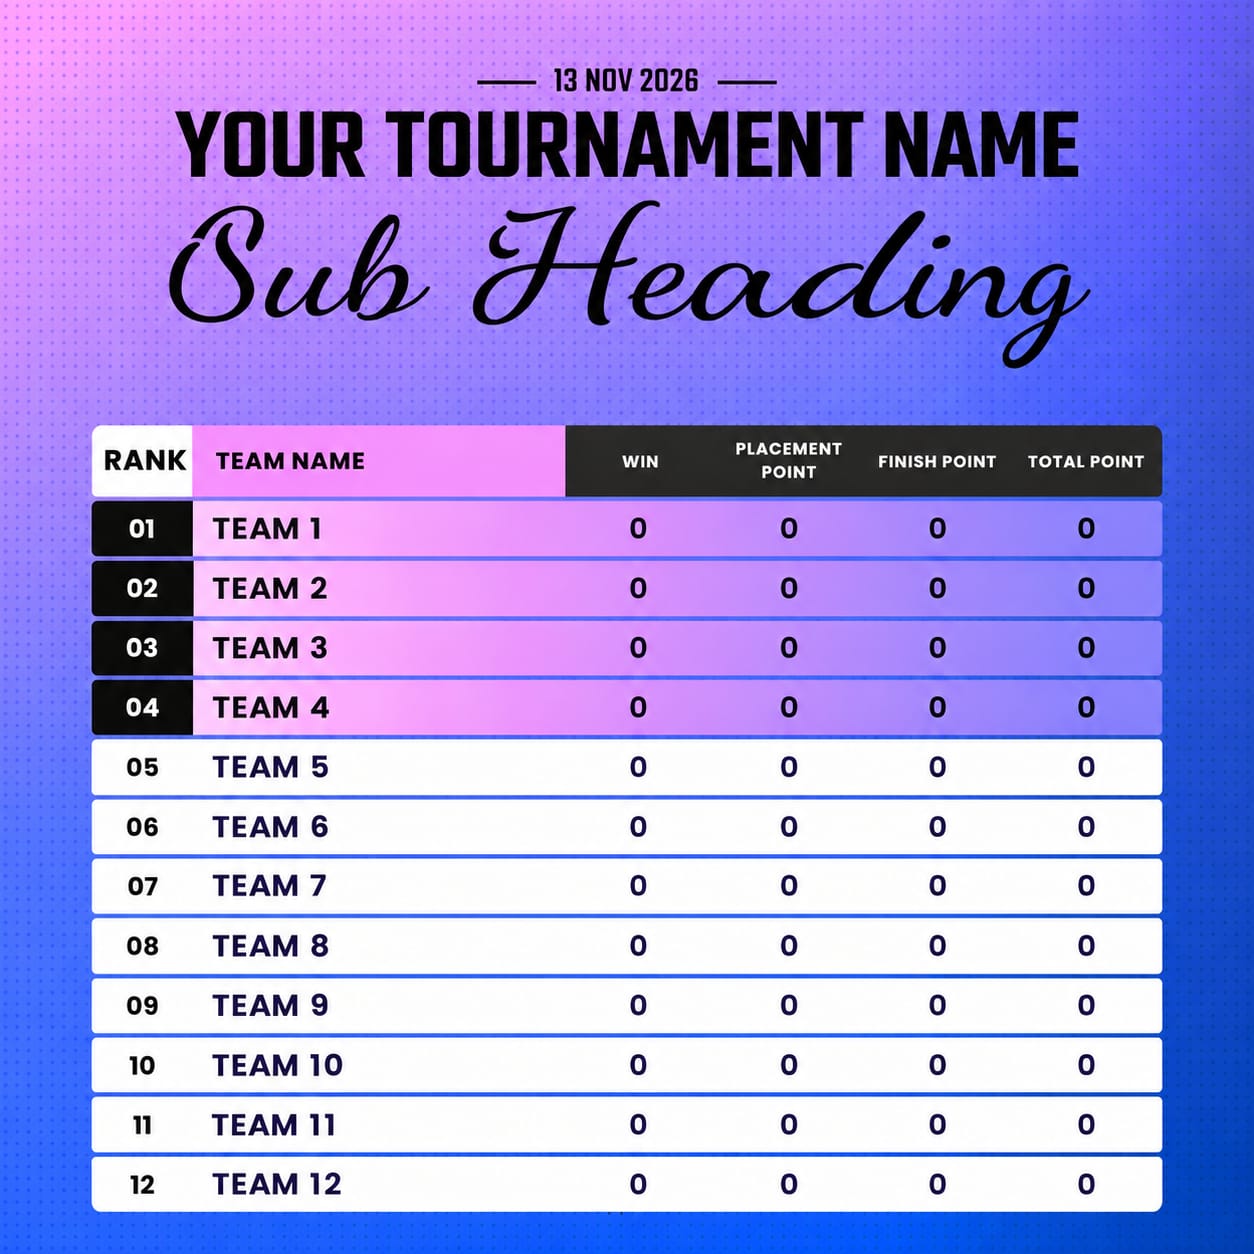 13 NOV 2026
YOUR TOURNAMENT NAME
Sub Heading
RANK TEAM NAME WIN PLACEMENT POINT FINISH POINT TOTAL POINT
01 TEAM 1 0 0 0 0
02 TEAM 2 0 0 0 0
03 TEAM 3 0 0 0 0
04 TEAM 4 0 0 0 0
05 TEAM 5 0 0 0 0
06 TEAM 6 0 0 0 0
07 TEAM 7 0 0 0 0
08 TEAM 8 0 0 0 0
09 TEAM 9 0 0 0 0
10 TEAM 10 0 0 0 0
11 TEAM 11 0 0 0 0
12 TEAM 12 0 0 0 0